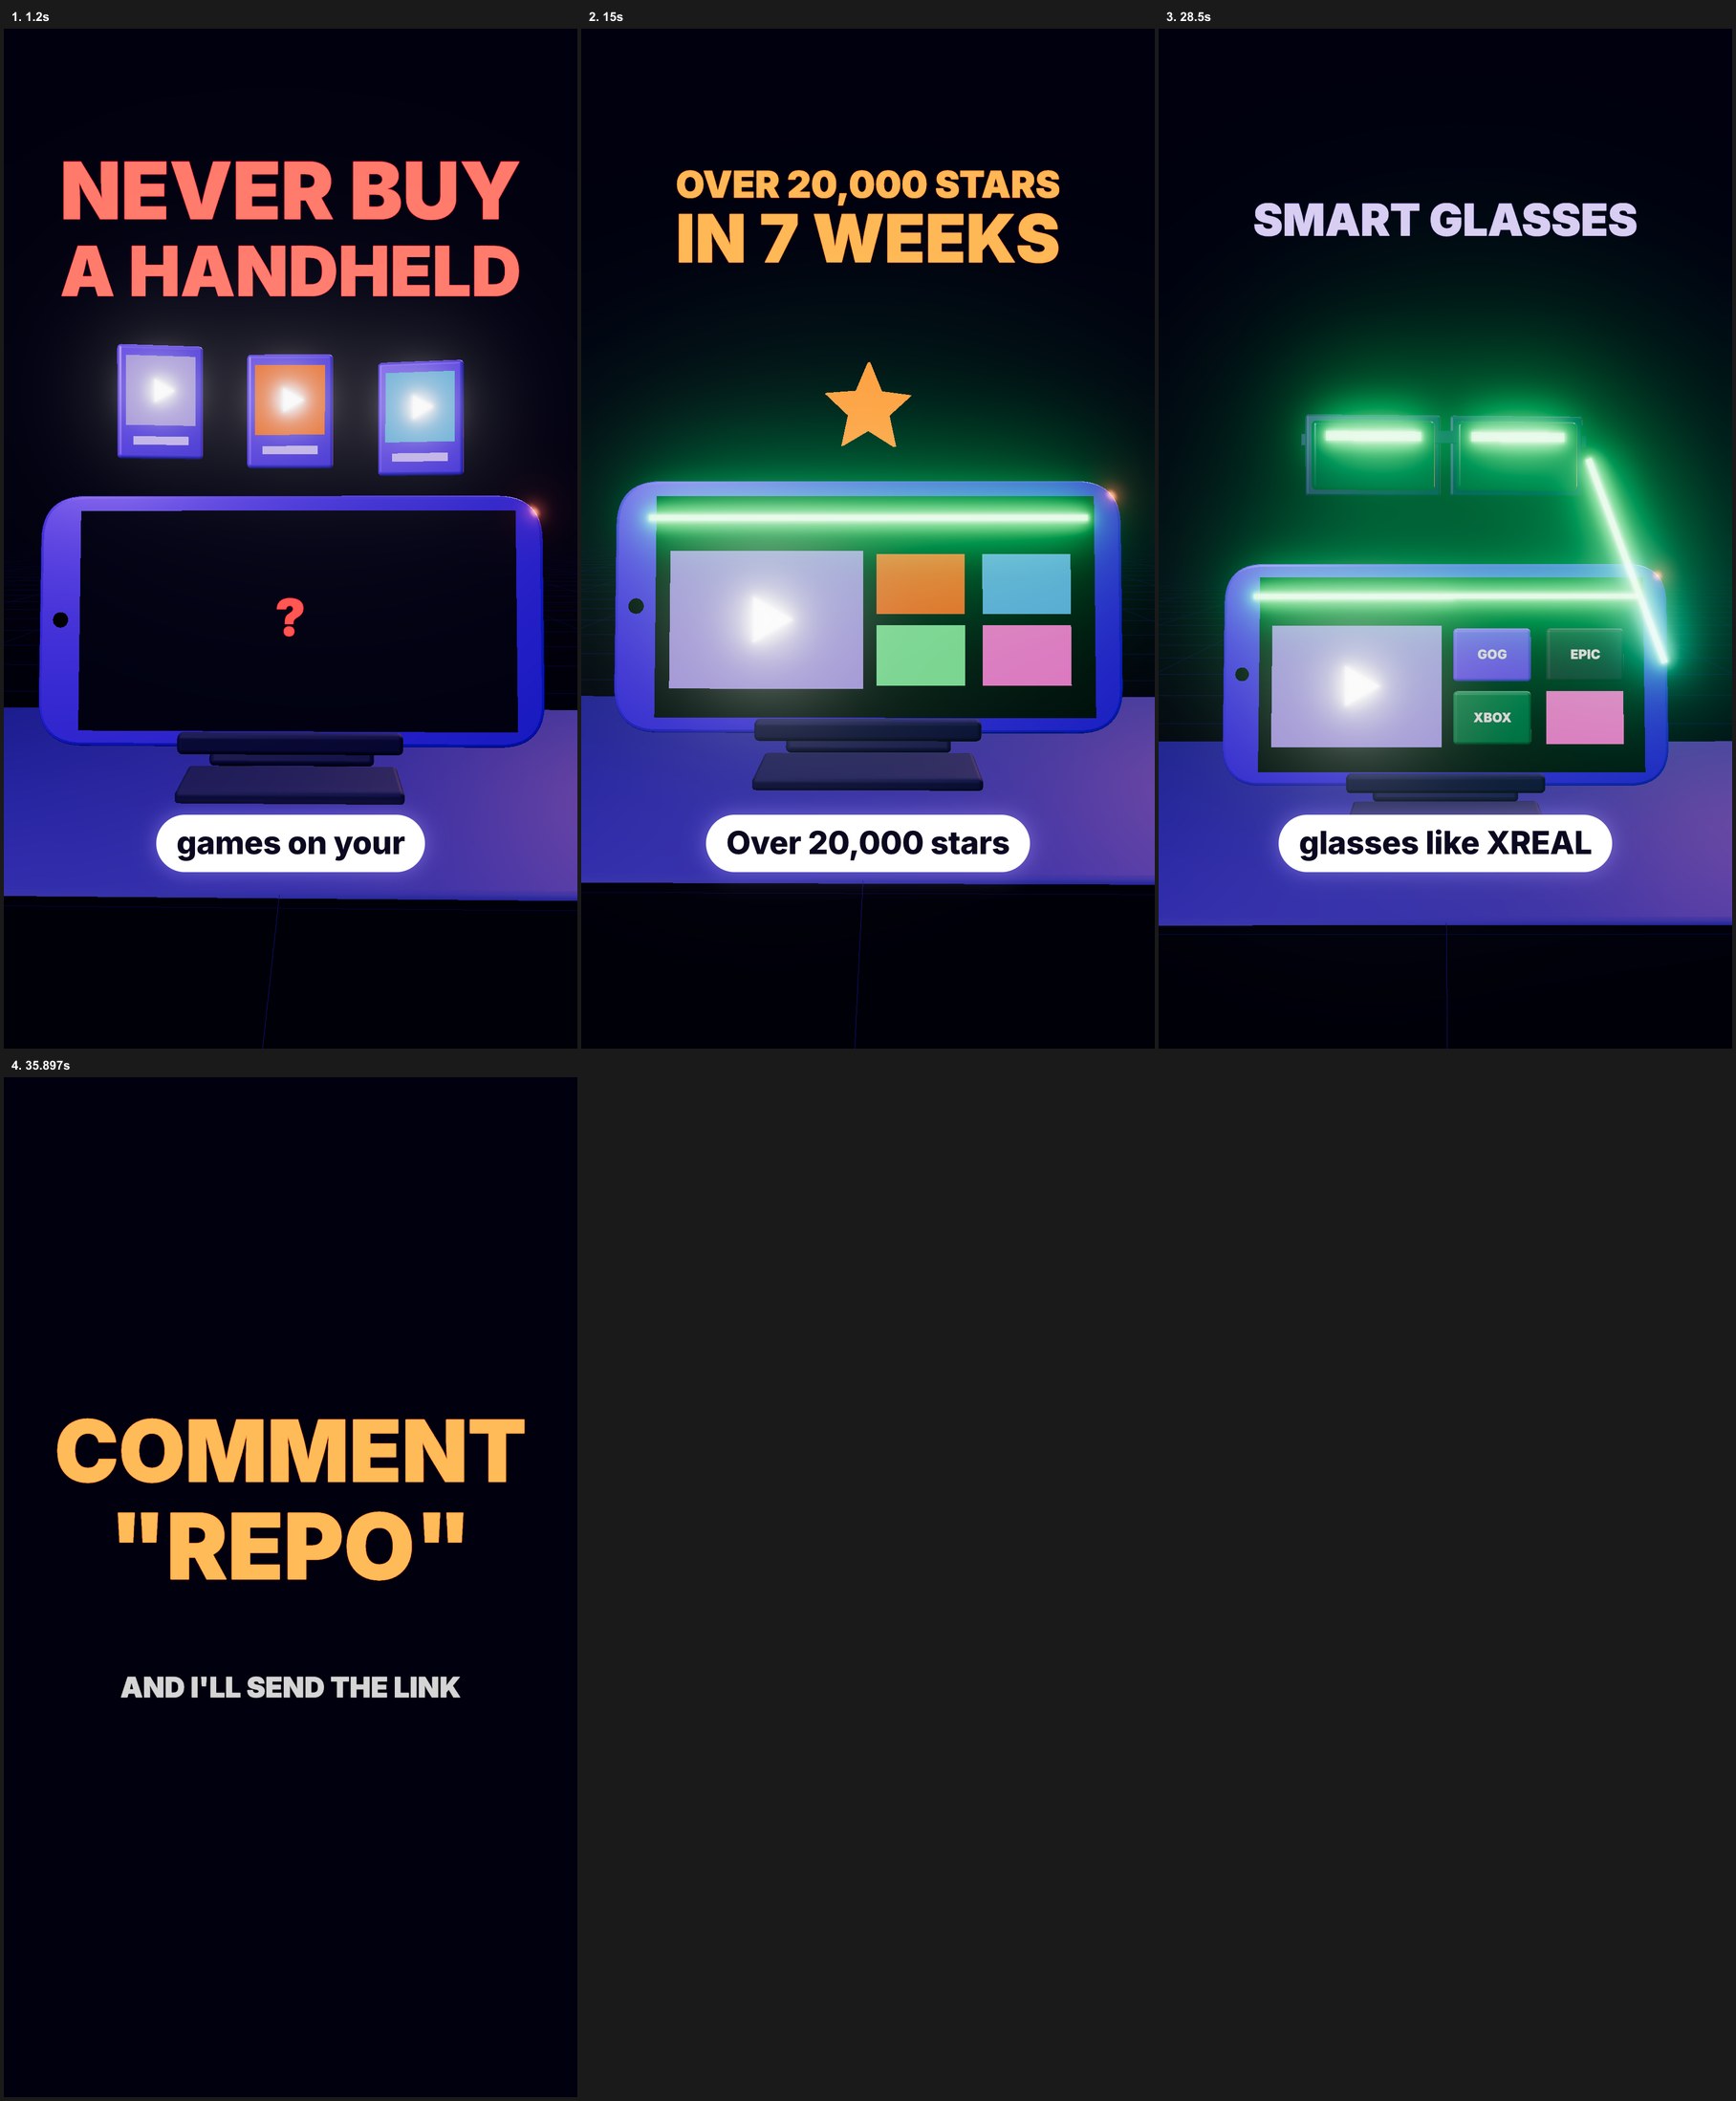 1. 1.2s
NEVER BUY
A HANDHELD
?
games on your
2. 15s
OVER 20,000 STARS
IN 7 WEEKS
Over 20,000 stars
3. 28.5s
SMART GLASSES
GOG
EPIC
XBOX
glasses like XREAL
4. 35.897s
COMMENT
"REPO"
AND I'LL SEND THE LINK